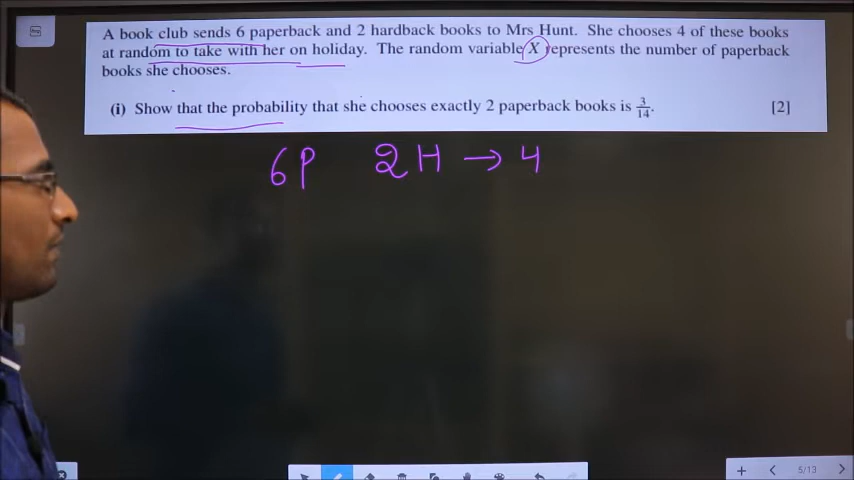 A book club sends 6 paperback and 2 hardback books to Mrs Hunt. She chooses 4 of these books
at random to take with her on holiday. The random variable X represents the number of paperback
books she chooses.
(i) Show that the probability that she chooses exactly 2 paperback books is 3/14. [2]
6P 2H → 4
5/13